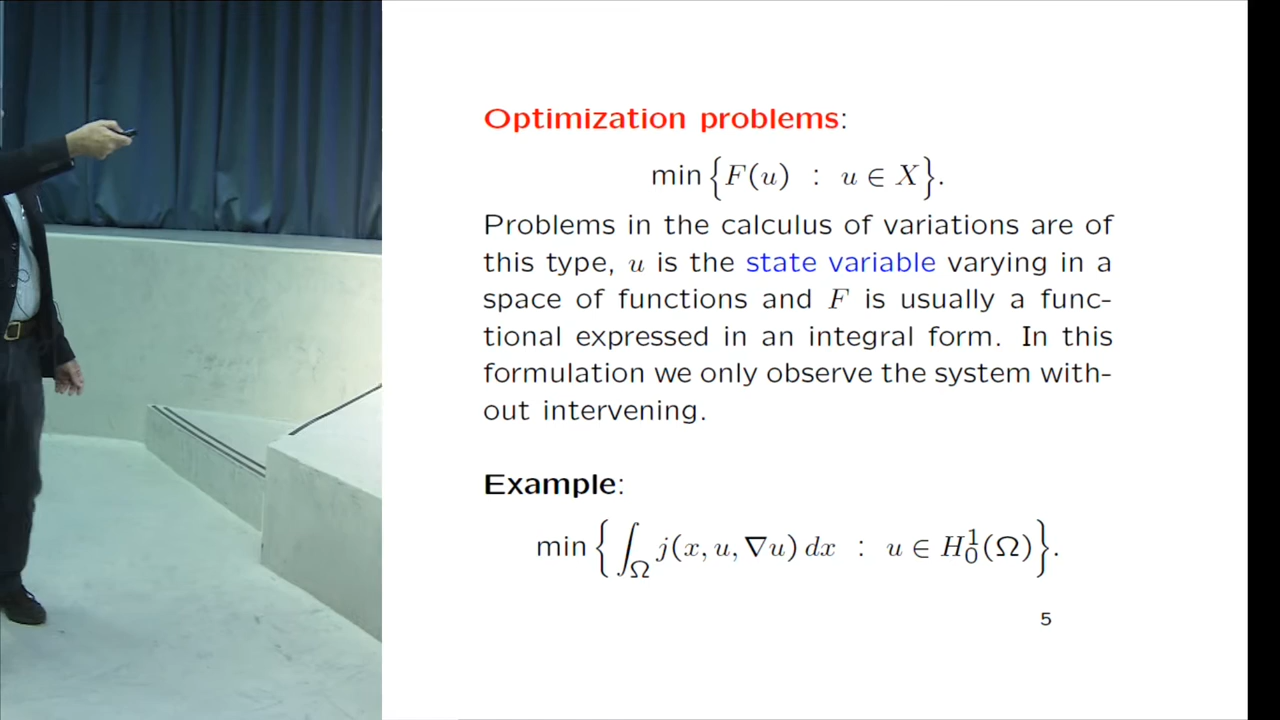 Optimization problems:
min {F(u) : u ∈ X}.
Problems in the calculus of variations are of
this type, u is the state variable varying in a
space of functions and F is usually a func-
tional expressed in an integral form. In this
formulation we only observe the system with-
out intervening.
Example:
min {∫_Ω j(x, u, ∇u) dx : u ∈ H^1_0(Ω)}.
5